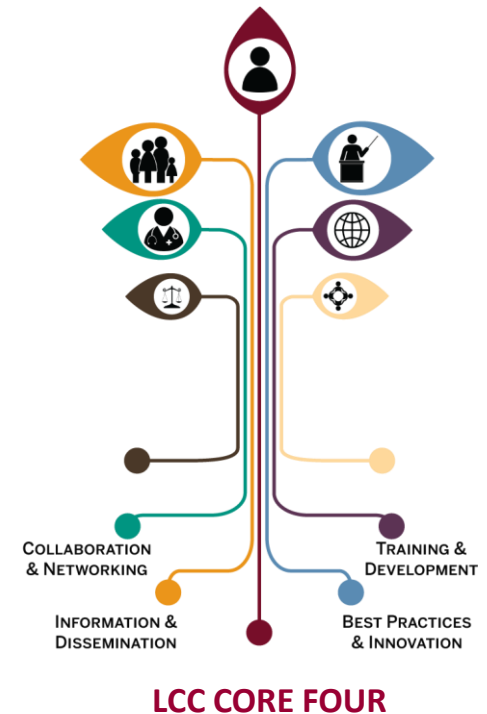 COLLABORATION
& NETWORKING
TRAINING &
DEVELOPMENT
INFORMATION &
DISSEMINATION
BEST PRACTICES
& INNOVATION
LCC CORE FOUR